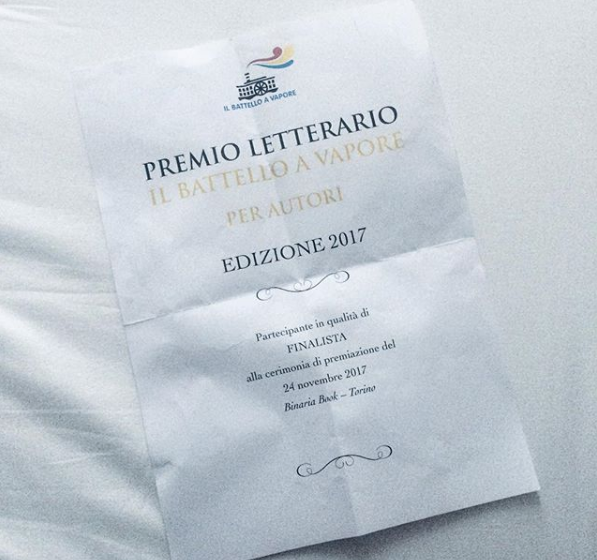 IL BATTELLO A VAPORE
PREMIO LETTERARIO
IL BATTELLO A VAPORE
PER AUTORI
EDIZIONE 2017
Partecipante in qualità di
FINALISTA
alla cerimonia di premiazione del
24 novembre 2017
Binaria Book – Torino